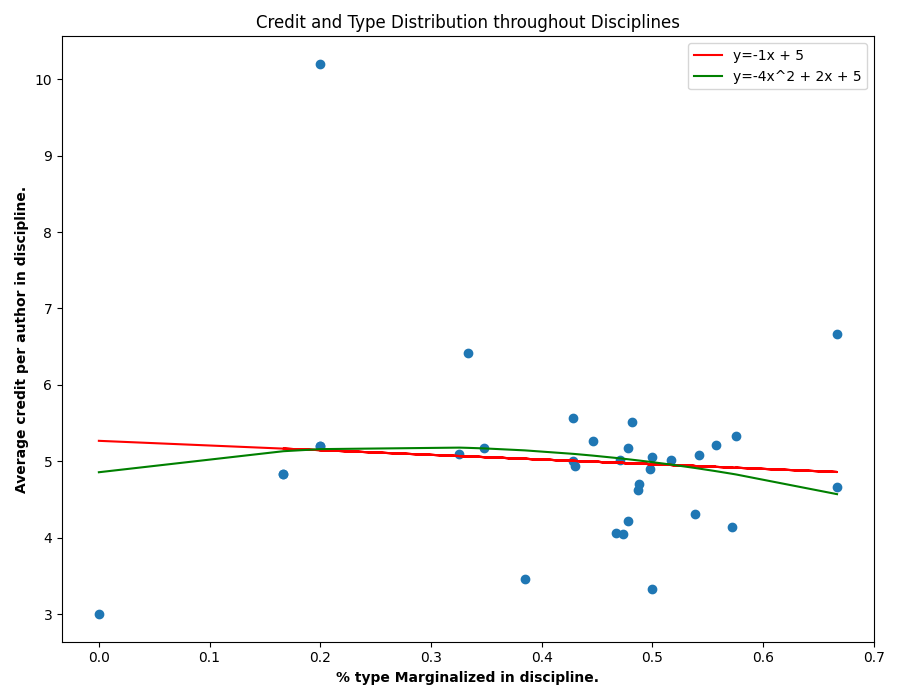 Credit and Type Distribution throughout Disciplines
y=-1x + 5
y=-4x^2 + 2x + 5
10
9
8
7
6
5
4
3
Average credit per author in discipline.
0.0 0.1 0.2 0.3 0.4 0.5 0.6 0.7
% type Marginalized in discipline.